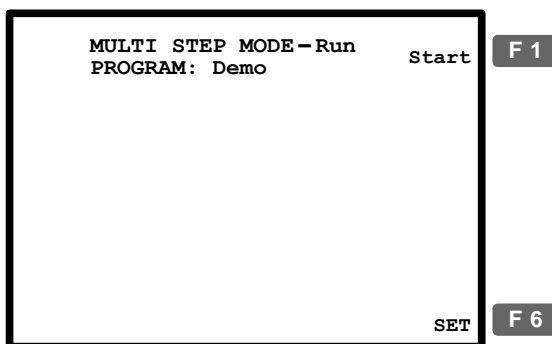 MULTI STEP MODE–Run
PROGRAM: Demo
Start
F 1
SET
F 6